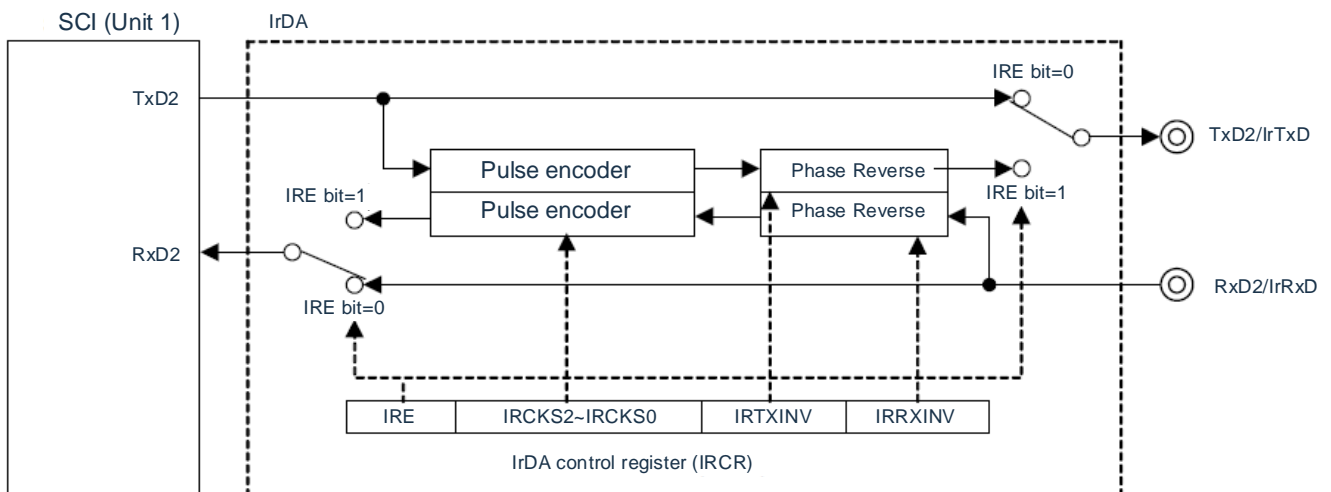 SCI (Unit 1)
IrDA
IRE bit=0
TxD2
TxD2/IrTxD
Pulse encoder
Phase Reverse
IRE bit=1
IRE bit=1
Pulse encoder
Phase Reverse
RxD2
IRE bit=0
RxD2/IrRxD
IRE
IRCKS2~IRCKS0
IRTXINV
IRRXINV
IrDA control register (IRCR)